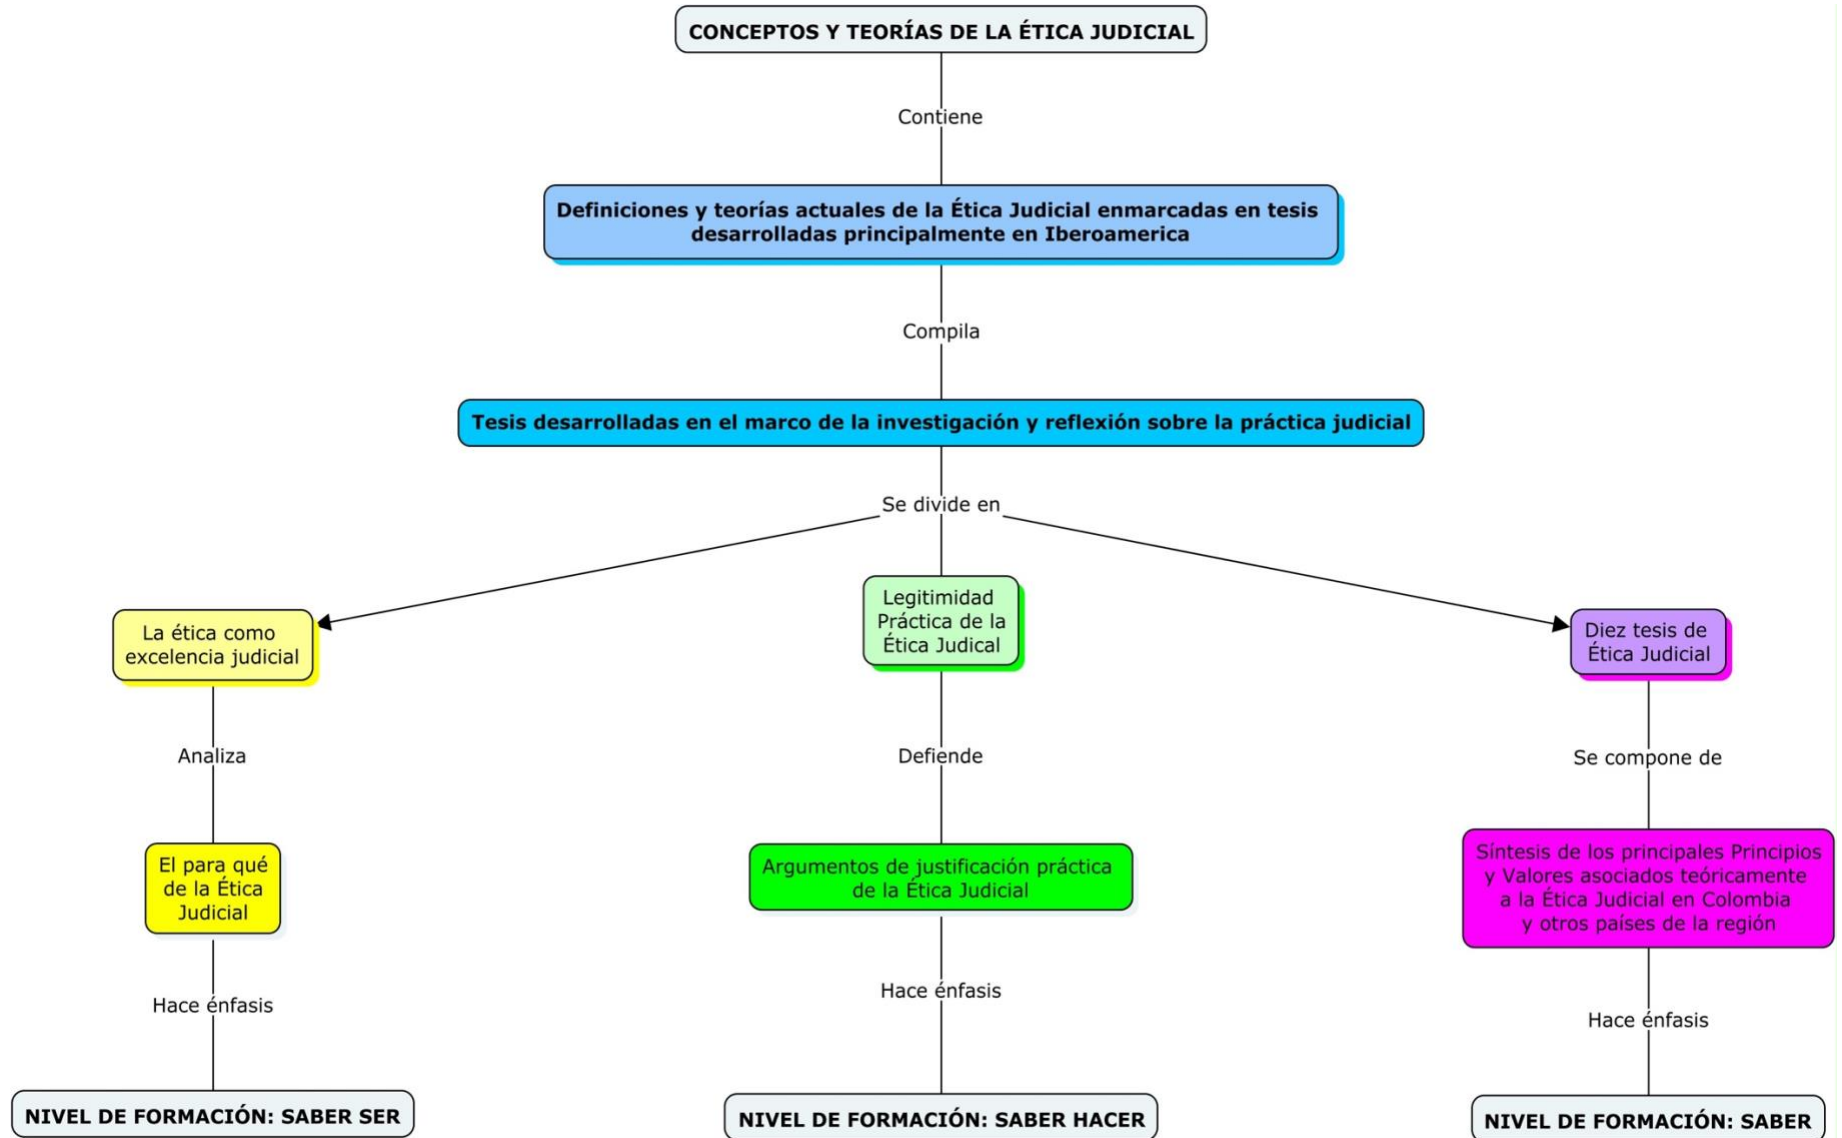 CONCEPTOS Y TEORÍAS DE LA ÉTICA JUDICIAL
Contiene
Definiciones y teorías actuales de la Ética Judicial enmarcadas en tesis
desarrolladas principalmente en Iberoamerica
Compila
Tesis desarrolladas en el marco de la investigación y reflexión sobre la práctica judicial
Se divide en
La ética como
excelencia judicial
Analiza
El para qué
de la Ética
Judicial
Hace énfasis
NIVEL DE FORMACIÓN: SABER SER
Legitimidad
Práctica de la
Ética Judical
Defiende
Argumentos de justificación práctica
de la Ética Judicial
Hace énfasis
NIVEL DE FORMACIÓN: SABER HACER
Diez tesis de
Ética Judicial
Se compone de
Síntesis de los principales Principios
y Valores asociados teóricamente
a la Ética Judicial en Colombia
y otros países de la región
Hace énfasis
NIVEL DE FORMACIÓN: SABER